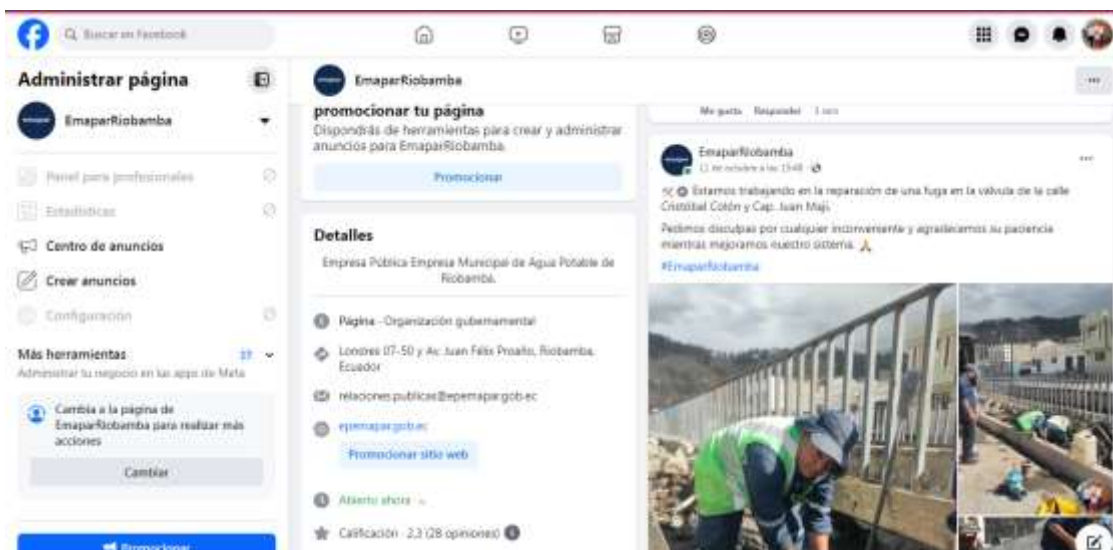 Buscar en Facebook
Administrar página
EmaparRiobamba
Panel para profesionales
Estadísticas
Centro de anuncios
Crear anuncios
Configuración
Más herramientas
Administrar tu negocio en las apps de Meta
Cambia a la página de
EmaparRiobamba para realizar más
acciones
Cambiar
Promocionar
EmaparRiobamba
promocionar tu página
Dispondrás de herramientas para crear y administrar
anuncios para EmaparRiobamba.
Promocionar
Detalles
Empresa Pública Empresa Municipal de Agua Potable de
Riobamba.
Página · Organización gubernamental
Londres 07-50 y Av. Juan Félix Proaño, Riobamba,
Ecuador
relaciones.publicas@epemapar.gob.ec
epemapar.gob.ec
Promocionar sitio web
Abierto ahora
Calificación · 2,3 (28 opiniones)
Me gusta Responder
EmaparRiobamba
Estamos trabajando en la reparación de una fuga en la válvula de la calle
Cristóbal Colón y Cap. Juan Maji.
Pedimos disculpas por cualquier inconveniente y agradecemos su paciencia
mientras mejoramos nuestro sistema.
#EmaparRiobamba